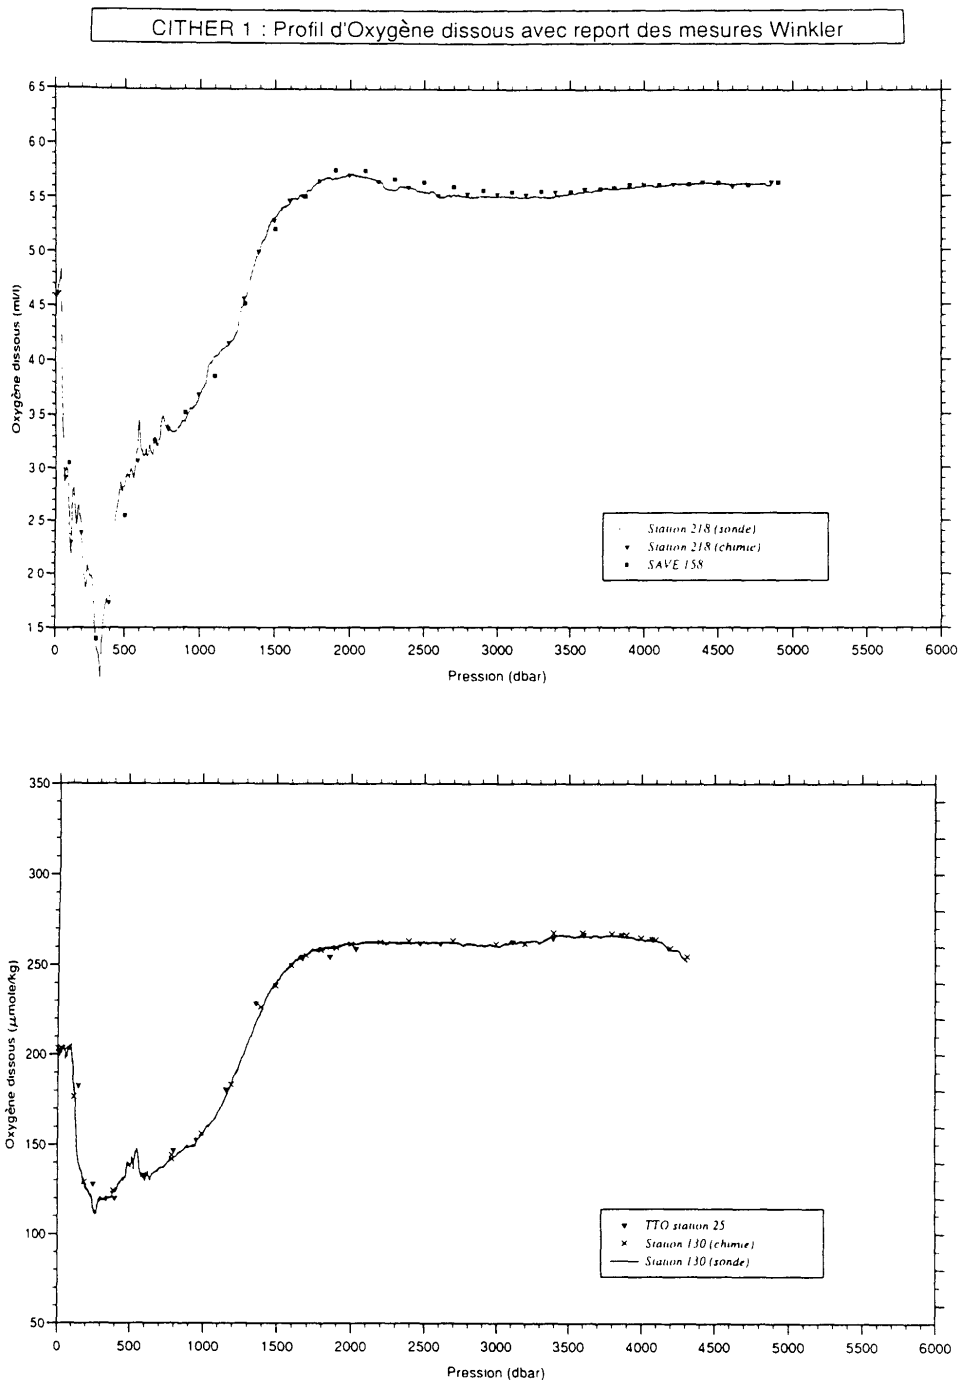 CITHER 1 : Profil d'Oxygène dissous avec report des mesures Winkler
6 5
6 0
5.5
5 0
4 5
4 0
3.5
3 0
2 5
2 0
1 5
Oxygène dissous (ml/l)
0 500 1000 1500 2000 2500 3000 3500 4000 4500 5000 5500 6000
Pression (dbar)
Station 218 (sonde)
Station 218 (chimie)
SAVE 158
350
300
250
200
150
100
50
Oxygène dissous (µmole/kg)
0 500 1000 1500 2000 2500 3000 3500 4000 4500 5000 5500 6000
Pression (dbar)
TTO station 25
Station 130 (chimie)
Station 130 (sonde)